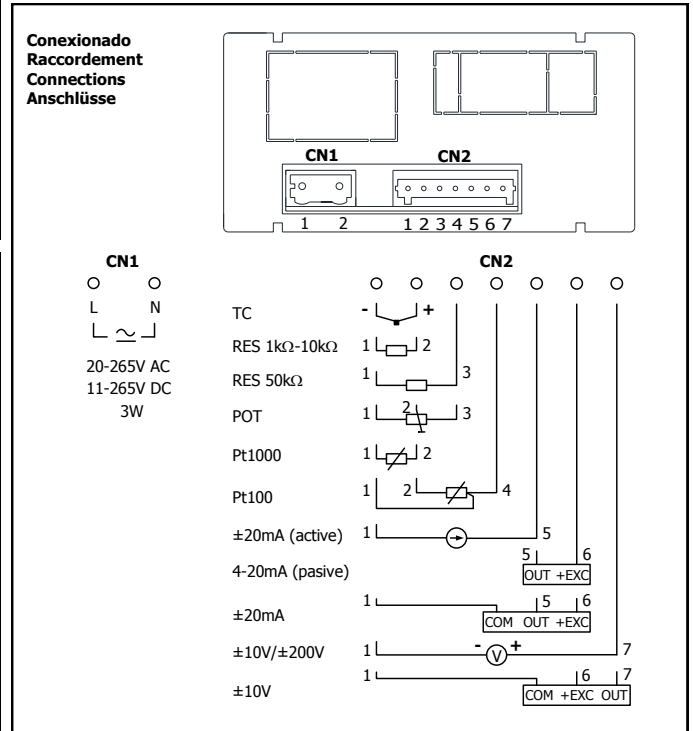 Conexionado
Raccordement
Connections
Anschlüsse
CN1 CN2
1 2 1 2 3 4 5 6 7
CN1 CN2
L N
20-265V AC
11-265V DC
3W
TC - +
RES 1kΩ-10kΩ 1 2
RES 50kΩ 1 3
POT 1 2 3
Pt1000 1 2
Pt100 1 2 4
±20mA (active) 1 5
4-20mA (pasive) 5 6
OUT +EXC
±20mA 1 5 6
COM OUT +EXC
±10V/±200V 1 - V + 7
±10V 1 6 7
COM +EXC OUT